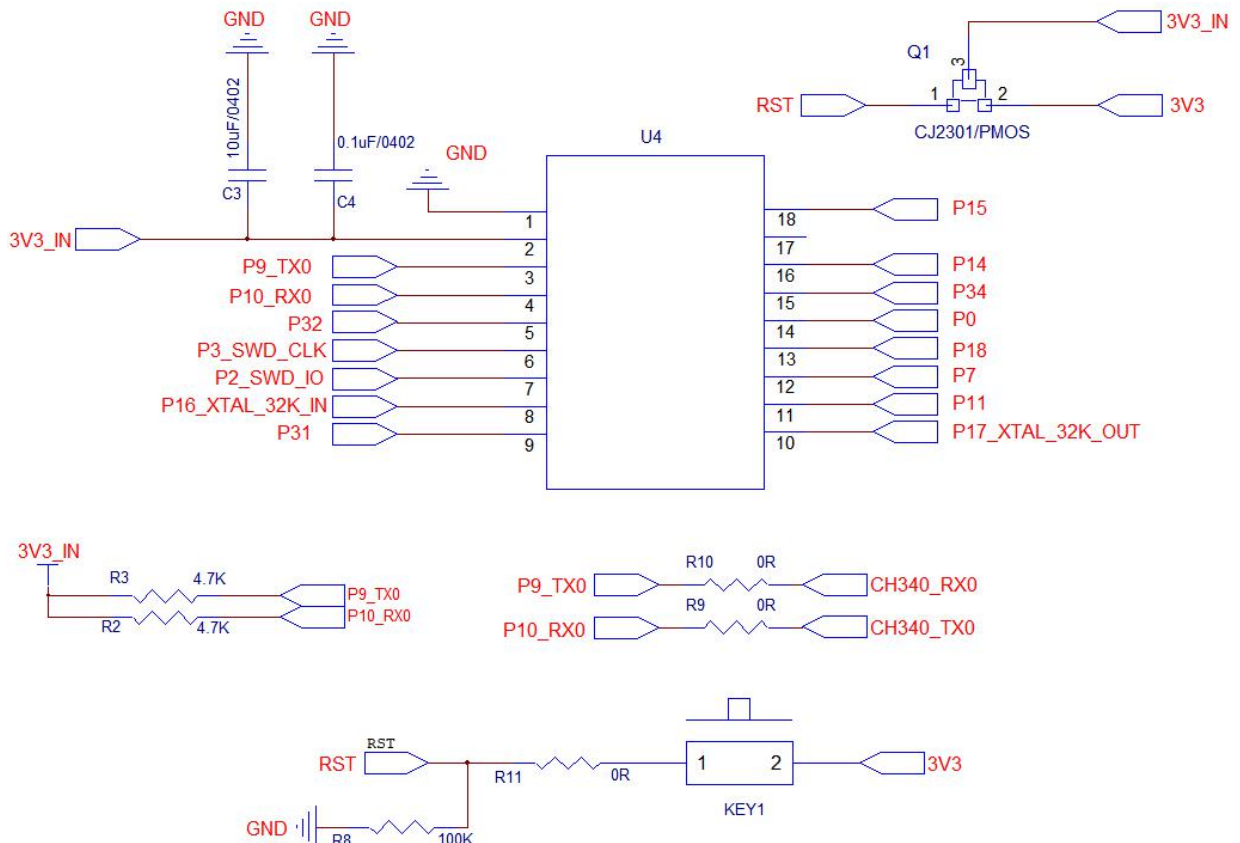 GND
GND
10uF/0402
C3
0.1uF/0402
C4
GND
Q1
3
1
2
RST
3V3_IN
3V3
CJ2301/PMOS
U4
3V3_IN
1
2
P9_TX0
3
P10_RX0
4
P32
5
P3_SWD_CLK
6
P2_SWD_IO
7
P16_XTAL_32K_IN
8
P31
9
18
P15
17
16
P14
15
P34
14
P0
13
P18
12
P7
11
P11
10
P17_XTAL_32K_OUT
3V3_IN
R3
4.7K
P9_TX0
R2
4.7K
P10_RX0
P9_TX0
R10
0R
CH340_RX0
P10_RX0
R9
0R
CH340_TX0
RST
RST
R11
0R
1
2
3V3
KEY1
GND
R8
100K